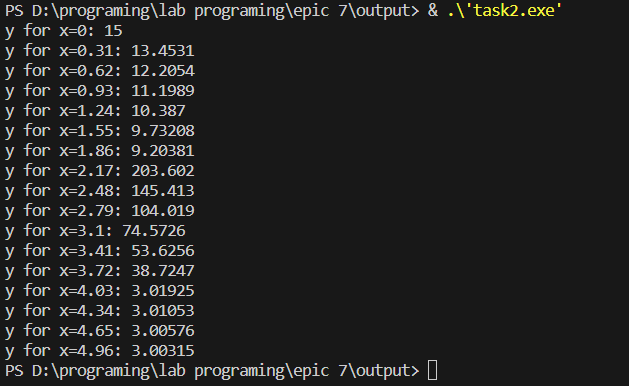 PS D:\programing\lab programing\epic 7\output> & .\'task2.exe'
y for x=0: 15
y for x=0.31: 13.4531
y for x=0.62: 12.2054
y for x=0.93: 11.1989
y for x=1.24: 10.387
y for x=1.55: 9.73208
y for x=1.86: 9.20381
y for x=2.17: 203.602
y for x=2.48: 145.413
y for x=2.79: 104.019
y for x=3.1: 74.5726
y for x=3.41: 53.6256
y for x=3.72: 38.7247
y for x=4.03: 3.01925
y for x=4.34: 3.01053
y for x=4.65: 3.00576
y for x=4.96: 3.00315
PS D:\programing\lab programing\epic 7\output>